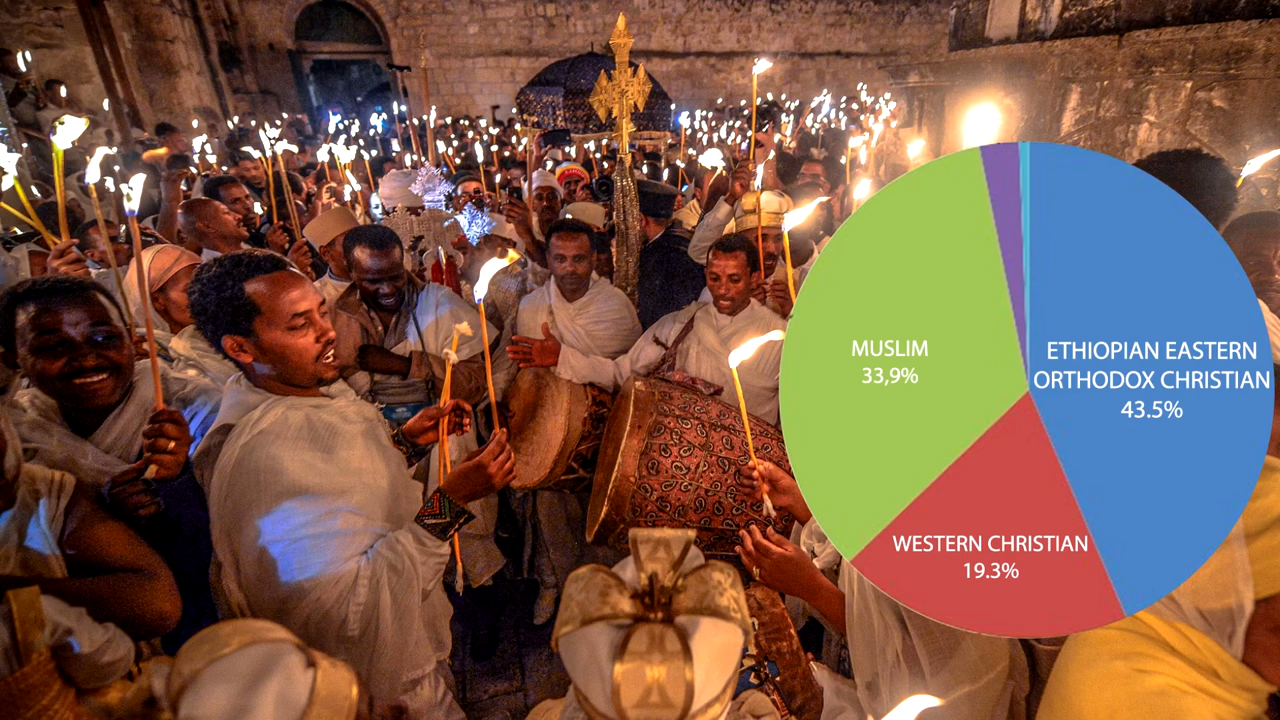 MUSLIM
33,9%
ETHIOPIAN EASTERN
ORTHODOX CHRISTIAN
43.5%
WESTERN CHRISTIAN
19.3%